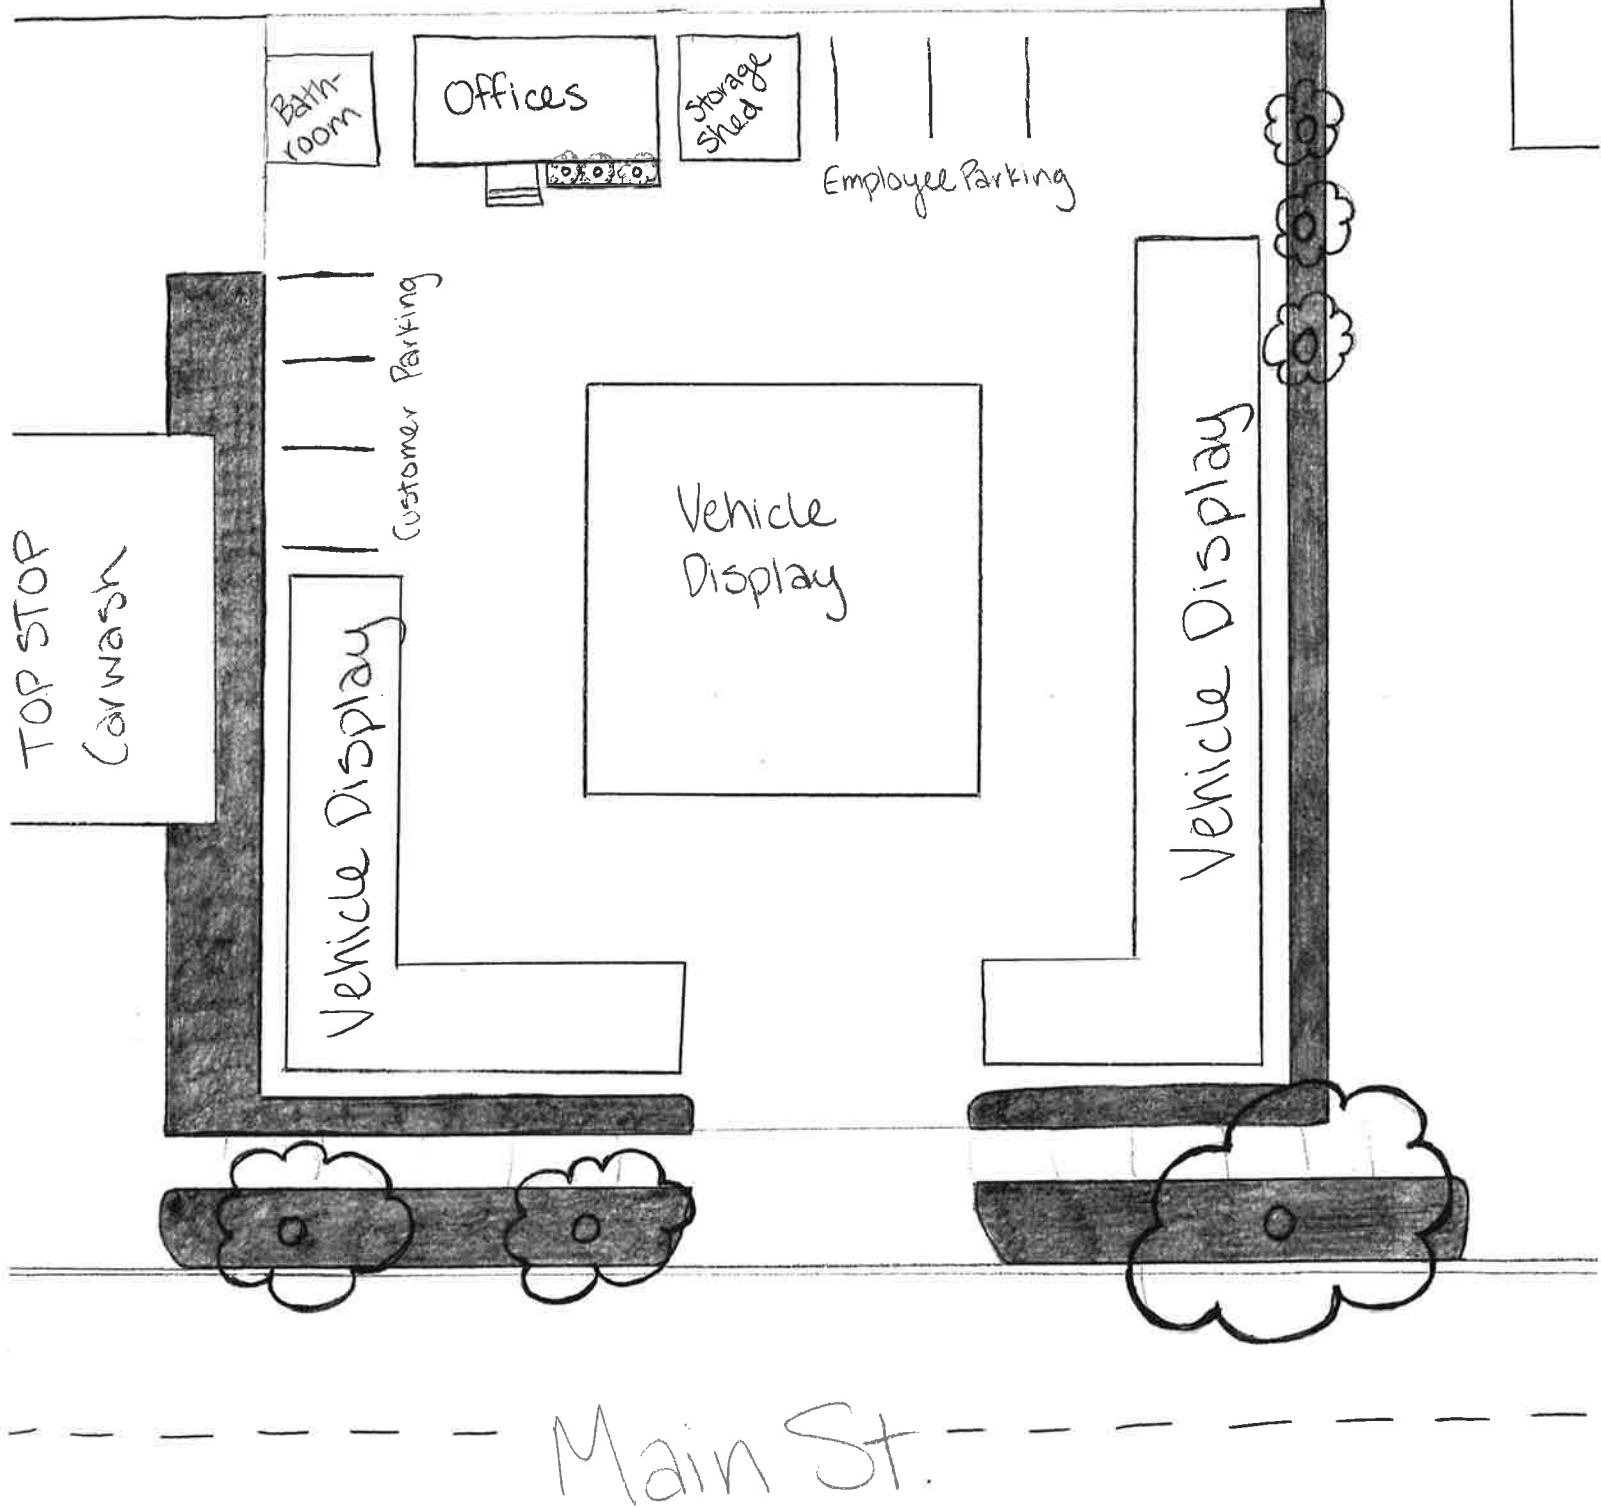 Bath-
room
Offices
Storage
Shed
Employee Parking
Customer Parking
Vehicle
Display
Vehicle Display
TOP STOP
Carwash
Vehicle Display
Main St.